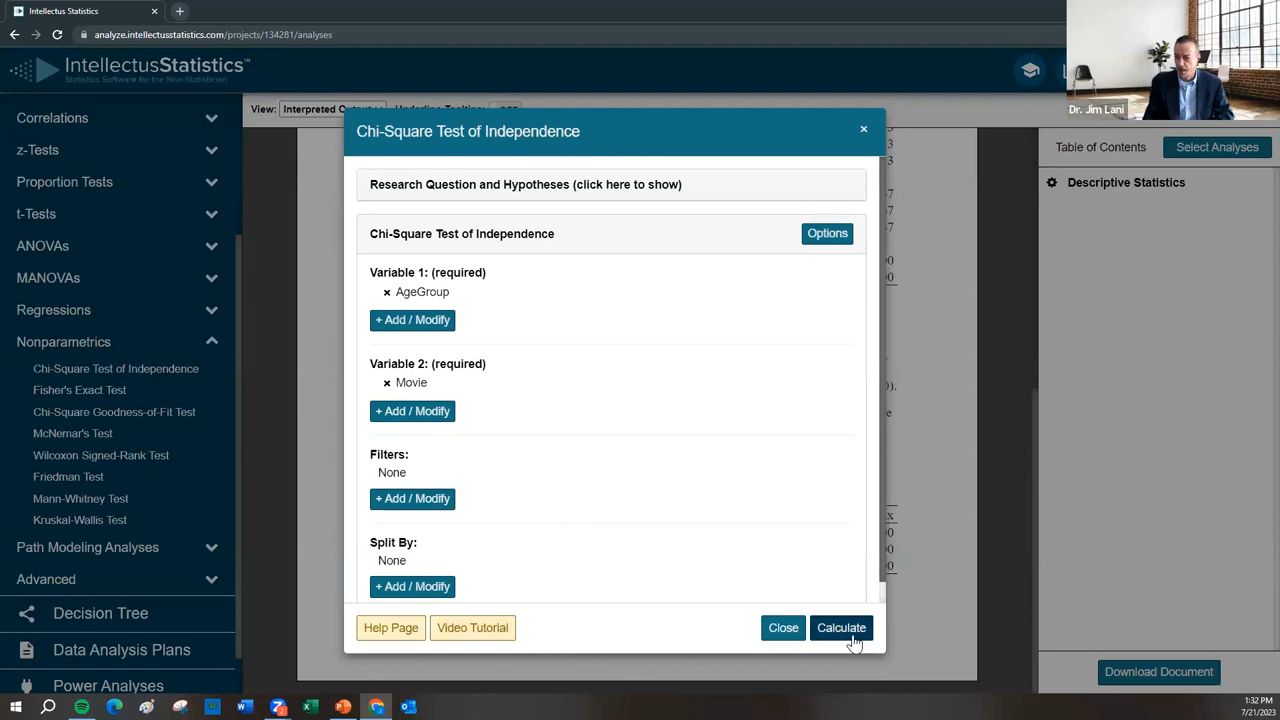 Intellectus Statistics
analyze.intellectusstatistics.com/projects/134281/analyses
IntellectusStatistics™
Statistics Software for the Non-Statistician
Dr. Jim Lani
View: Interpreted Output
Correlations
z-Tests
Proportion Tests
t-Tests
ANOVAs
MANOVAs
Regressions
Nonparametrics
Chi-Square Test of Independence
Fisher's Exact Test
Chi-Square Goodness-of-Fit Test
McNemar's Test
Wilcoxon Signed-Rank Test
Friedman Test
Mann-Whitney Test
Kruskal-Wallis Test
Path Modeling Analyses
Advanced
Decision Tree
Data Analysis Plans
Power Analyses
Chi-Square Test of Independence
Research Question and Hypotheses (click here to show)
Chi-Square Test of Independence
Options
Variable 1: (required)
AgeGroup
+ Add / Modify
Variable 2: (required)
Movie
+ Add / Modify
Filters:
None
+ Add / Modify
Split By:
None
+ Add / Modify
Help Page
Video Tutorial
Close
Calculate
Table of Contents
Select Analyses
Descriptive Statistics
Download Document
1:32 PM
7/21/2023